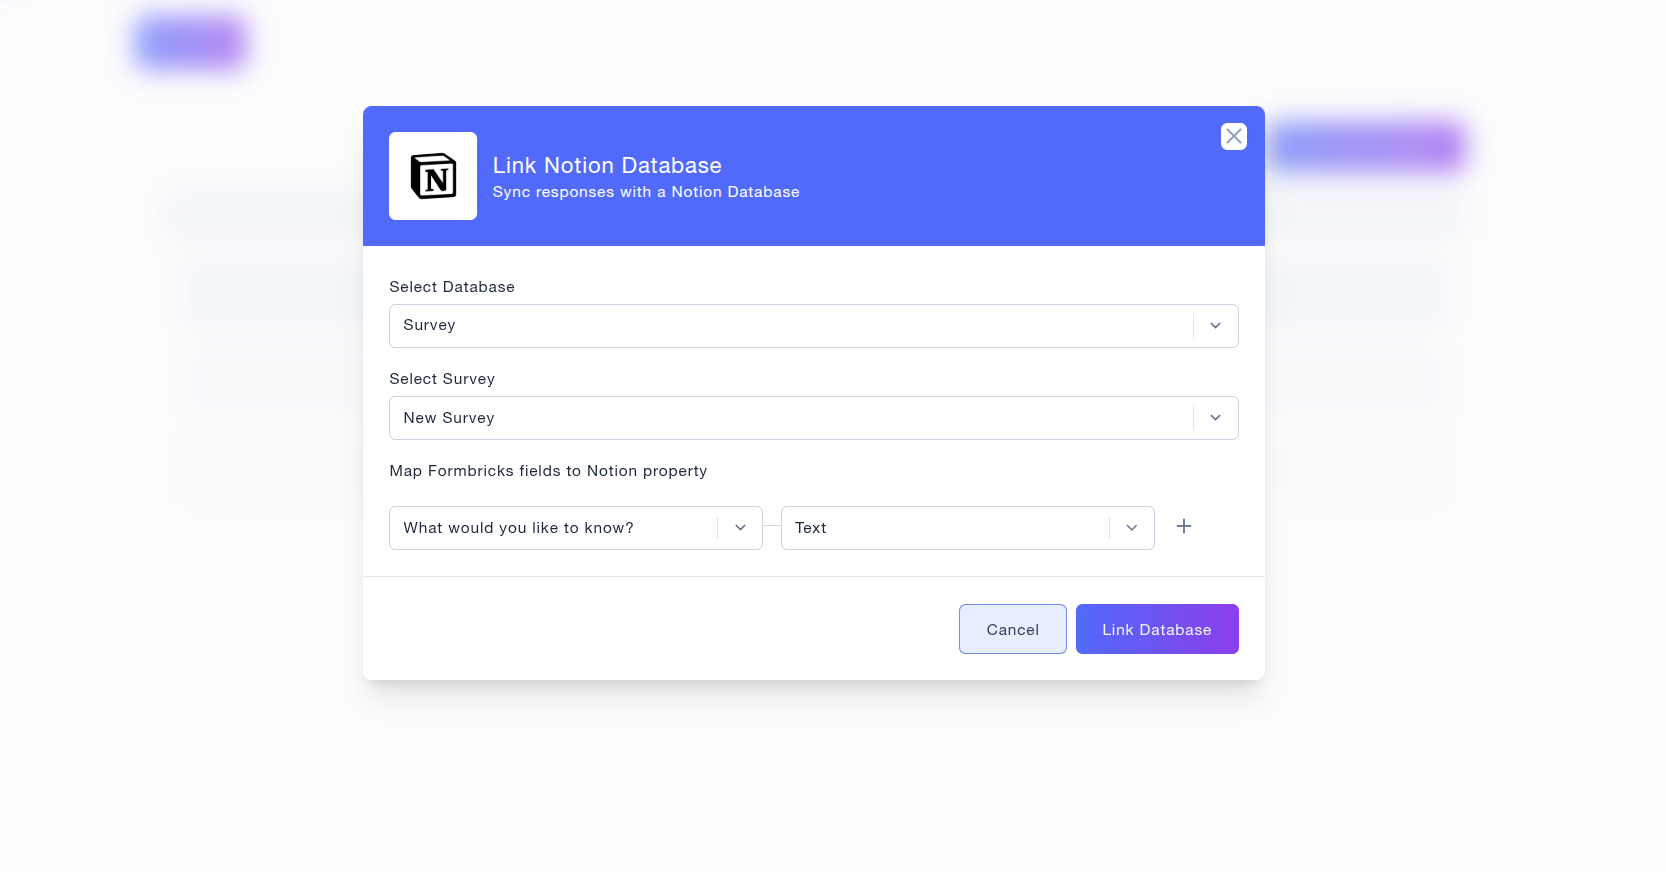 Link Notion Database
Sync responses with a Notion Database
Select Database
Survey
Select Survey
New Survey
Map Formbricks fields to Notion property
What would you like to know?
Text
Cancel
Link Database